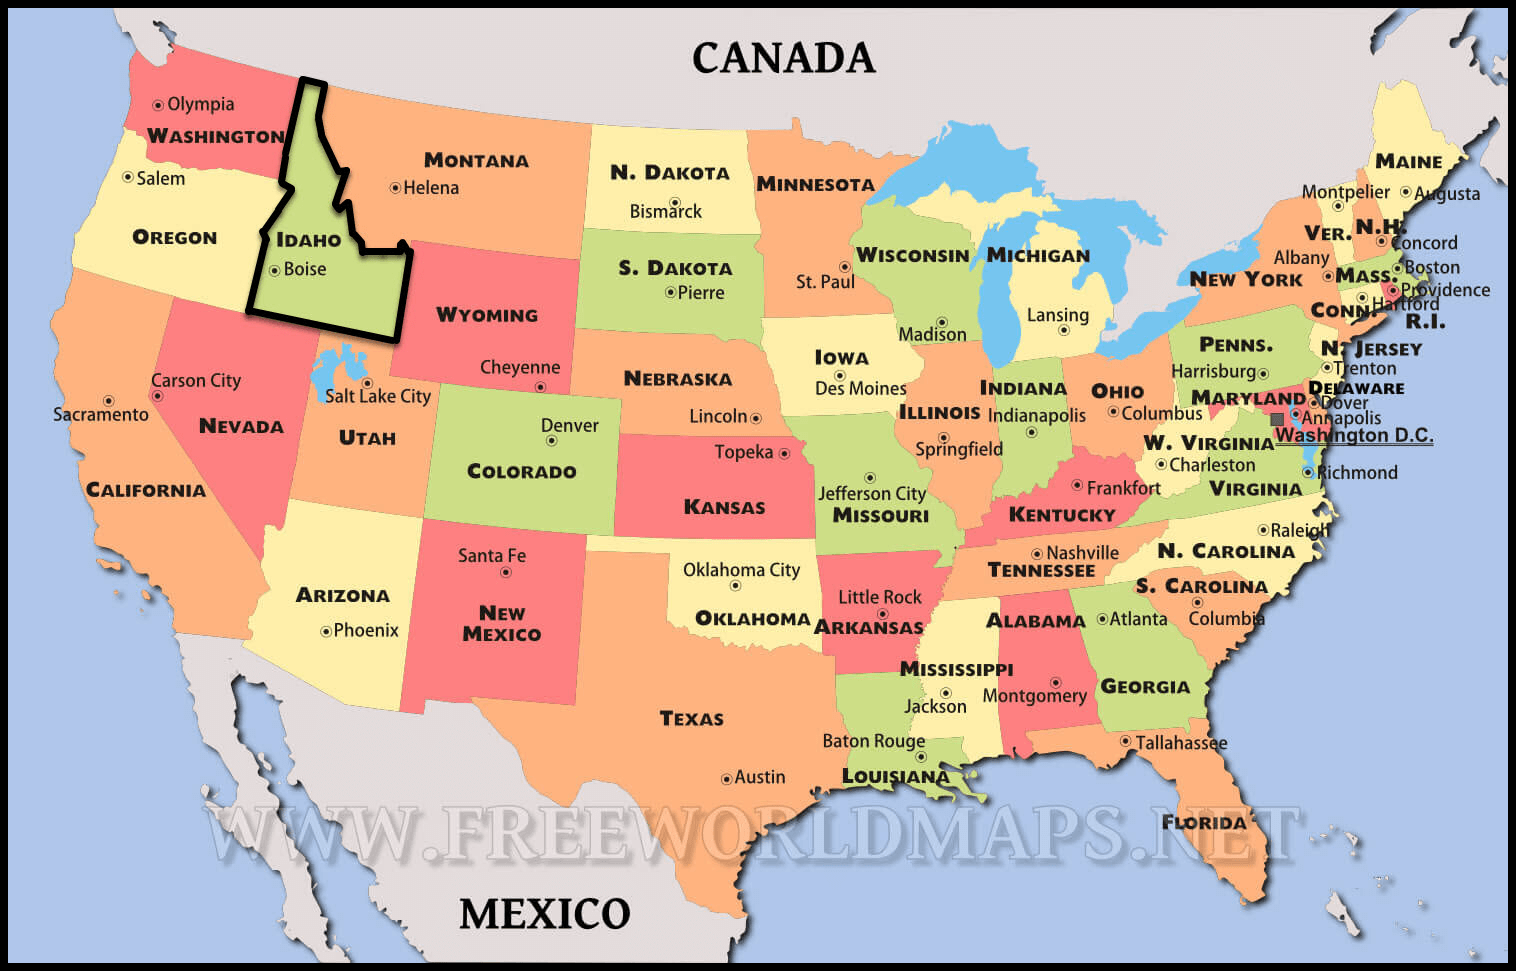 CANADA
Olympia
WASHINGTON
MONTANA
Helena
N. DAKOTA
Bismarck
MINNESOTA
St. Paul
MAINE
Augusta
Montpelier
VER.
N.H.
Concord
Salem
OREGON
IDAHO
Boise
S. DAKOTA
Pierre
WISCONSIN
Madison
MICHIGAN
Lansing
Albany
NEW YORK
MASS.
Boston
Providence
Hartford
CONN.
R.I.
WYOMING
Cheyenne
IOWA
Des Moines
PENNS.
Harrisburg
N. JERSEY
Trenton
DELAWARE
Dover
MARYLAND
Annapolis
Washington D.C.
Carson City
Sacramento
NEVADA
Salt Lake City
UTAH
NEBRASKA
Lincoln
ILLINOIS
Springfield
INDIANA
Indianapolis
OHIO
Columbus
W. VIRGINIA
Charleston
Richmond
VIRGINIA
CALIFORNIA
Denver
COLORADO
Topeka
KANSAS
Jefferson City
MISSOURI
Frankfort
KENTUCKY
Raleigh
N. CAROLINA
Nashville
TENNESSEE
S. CAROLINA
Columbia
ARIZONA
Phoenix
Santa Fe
NEW
MEXICO
Oklahoma City
OKLAHOMA
Little Rock
ARKANSAS
ALABAMA
Montgomery
Atlanta
GEORGIA
MISSISSIPPI
Jackson
TEXAS
Austin
Baton Rouge
LOUISIANA
Tallahassee
FLORIDA
WWW.FREEWORLDMAPS.NET
MEXICO